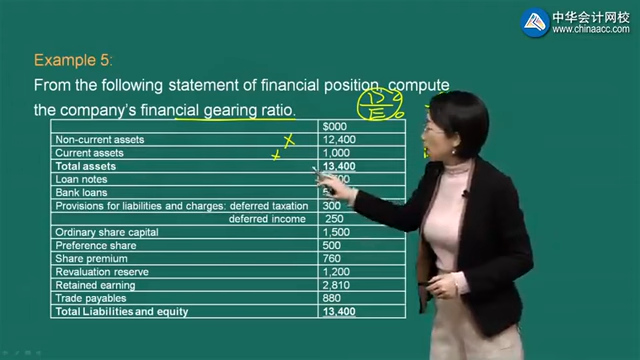 中华会计网校
www.chinaacc.com
Example 5:
From the following statement of financial position, compute
the company's financial gearing ratio.
D
E
$000
Non-current assets 12,400
Current assets 1,000
Total assets 13,400
Loan notes
Bank loans
Provisions for liabilities and charges: deferred taxation 300
deferred income 250
Ordinary share capital 1,500
Preference share 500
Share premium 760
Revaluation reserve 1,200
Retained earning 2,810
Trade payables 880
Total Liabilities and equity 13,400